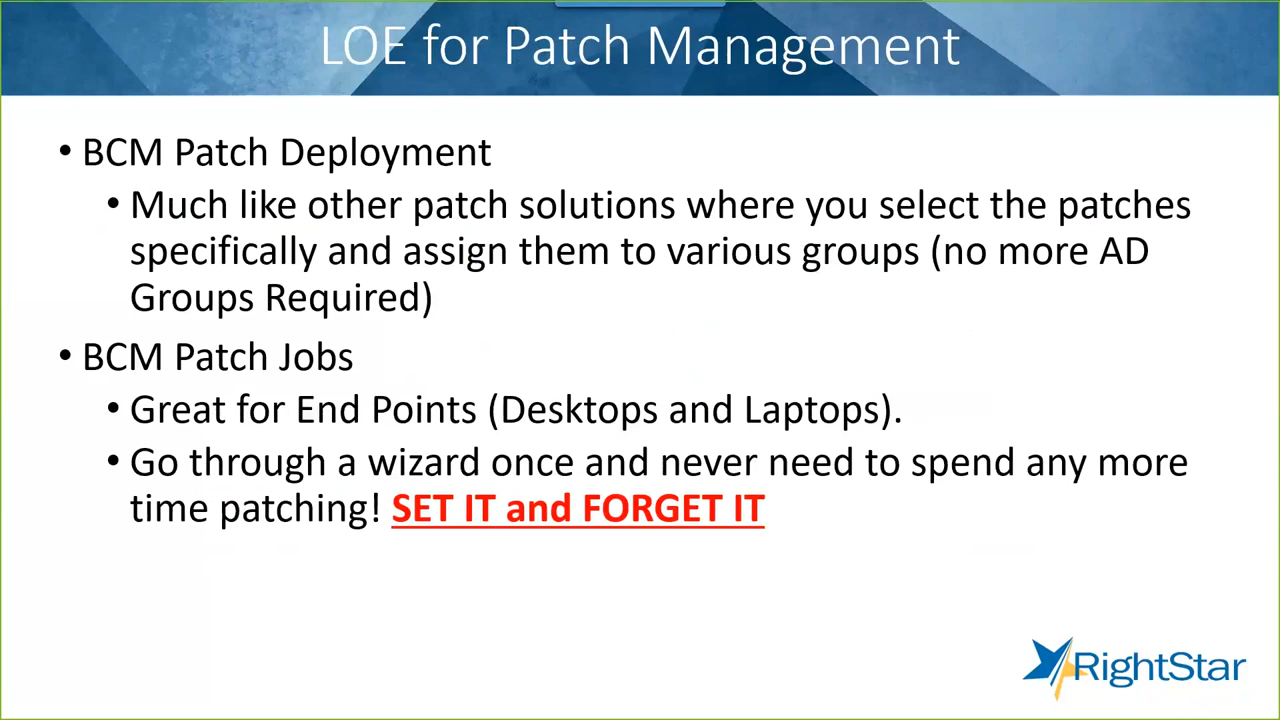 LOE for Patch Management
• BCM Patch Deployment
• Much like other patch solutions where you select the patches
specifically and assign them to various groups (no more AD
Groups Required)
• BCM Patch Jobs
• Great for End Points (Desktops and Laptops).
• Go through a wizard once and never need to spend any more
time patching! SET IT and FORGET IT
RightStar